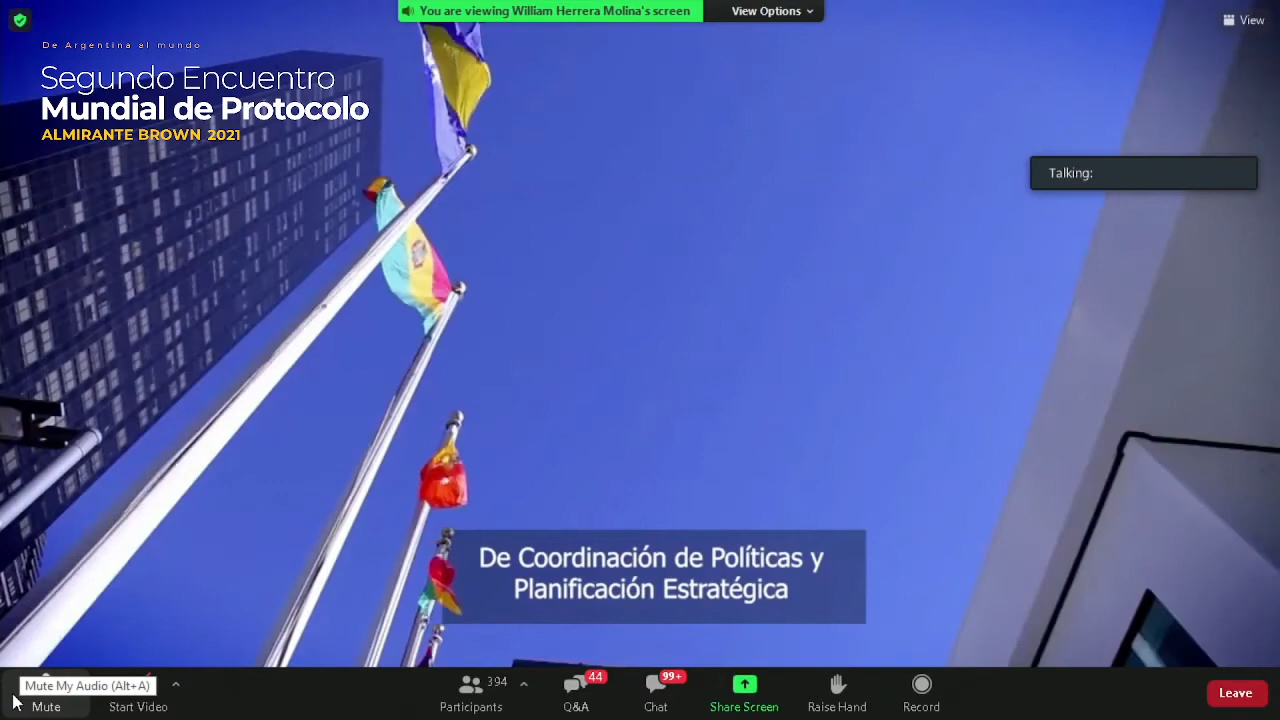 You are viewing William Herrera Molina's screen
View Options
View
De Argentina al mundo
Segundo Encuentro
Mundial de Protocolo
ALMIRANTE BROWN 2021
Talking:
De Coordinación de Políticas y
Planificación Estratégica
Mute My Audio (Alt+A)
Mute
Start Video
394
Participants
44
Q&A
99+
Chat
Share Screen
Raise Hand
Record
Leave